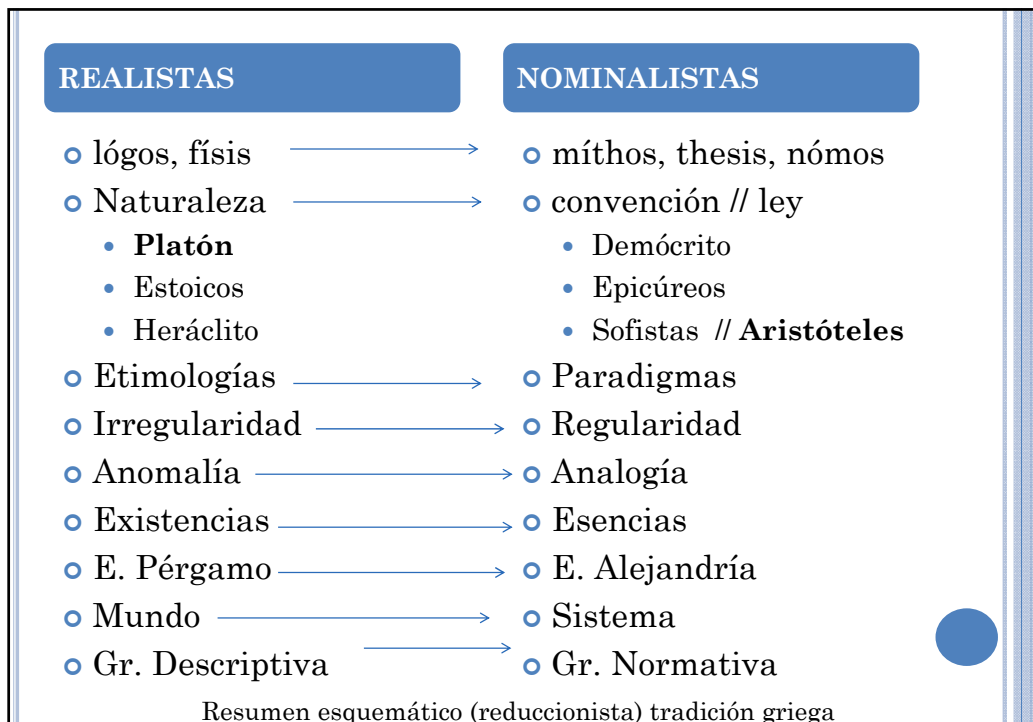 REALISTAS
lógos, físis
Naturaleza
Platón
Estoicos
Heráclito
Etimologías
Irregularidad
Anomalía
Existencias
E. Pérgamo
Mundo
Gr. Descriptiva
NOMINALISTAS
míthos, thesis, nómos
convención // ley
Demócrito
Epicúreos
Sofistas // Aristóteles
Paradigmas
Regularidad
Analogía
Esencias
E. Alejandría
Sistema
Gr. Normativa
Resumen esquemático (reduccionista) tradición griega